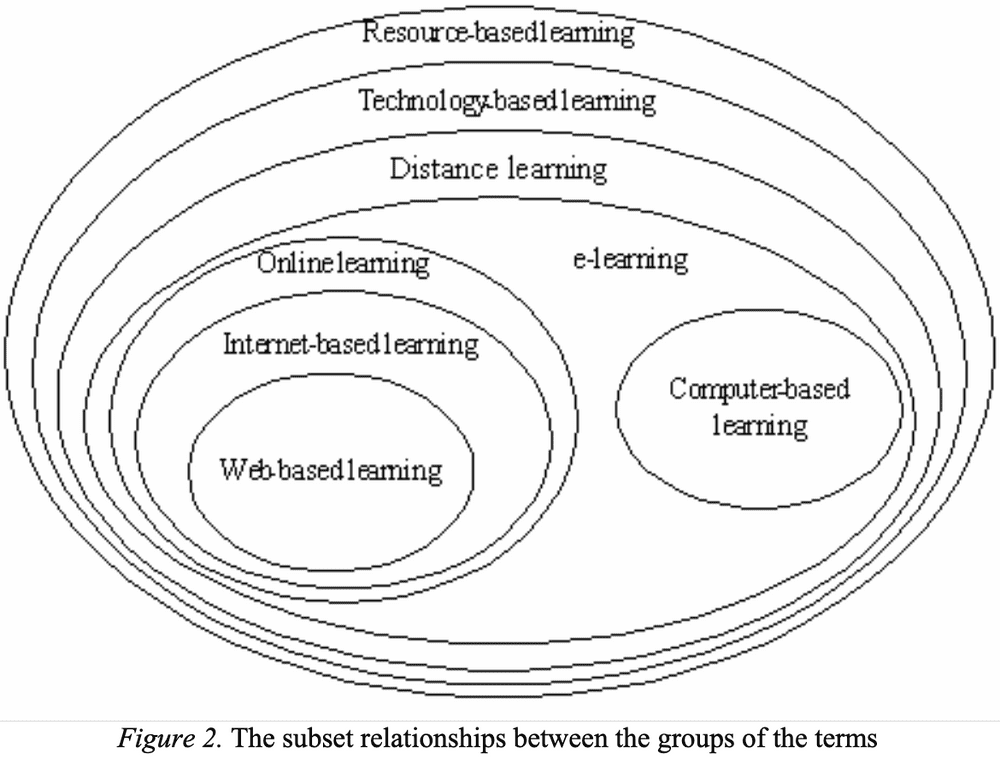 Resource-based learning
Technology-based learning
Distance learning
Online learning
e-learning
Internet-based learning
Computer-based
learning
Web-based learning
Figure 2. The subset relationships between the groups of the terms